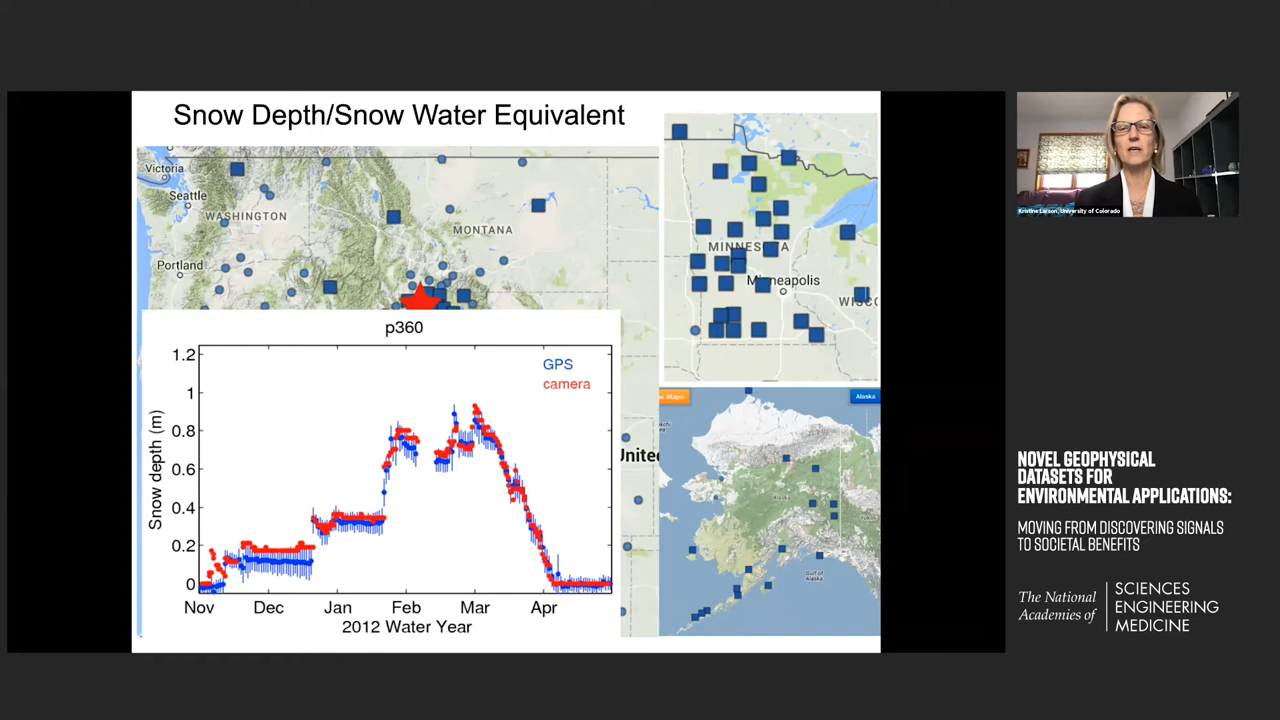 Snow Depth/Snow Water Equivalent
Victoria
Seattle
WASHINGTON
MONTANA
Portland
p360
GPS
camera
1.2
1
0.8
0.6
0.4
0.2
0
Snow depth (m)
Nov Dec Jan Feb Mar Apr
2012 Water Year
Unite
MINNESOTA
Minneapolis
WISC
w Maps
Alaska
Alaska
Gulf of
Alaska
Kristine Larson, University of Colorado
NOVEL GEOPHYSICAL
DATASETS FOR
ENVIRONMENTAL APPLICATIONS:
MOVING FROM DISCOVERING SIGNALS
TO SOCIETAL BENEFITS
The National
Academies of
SCIENCES
ENGINEERING
MEDICINE